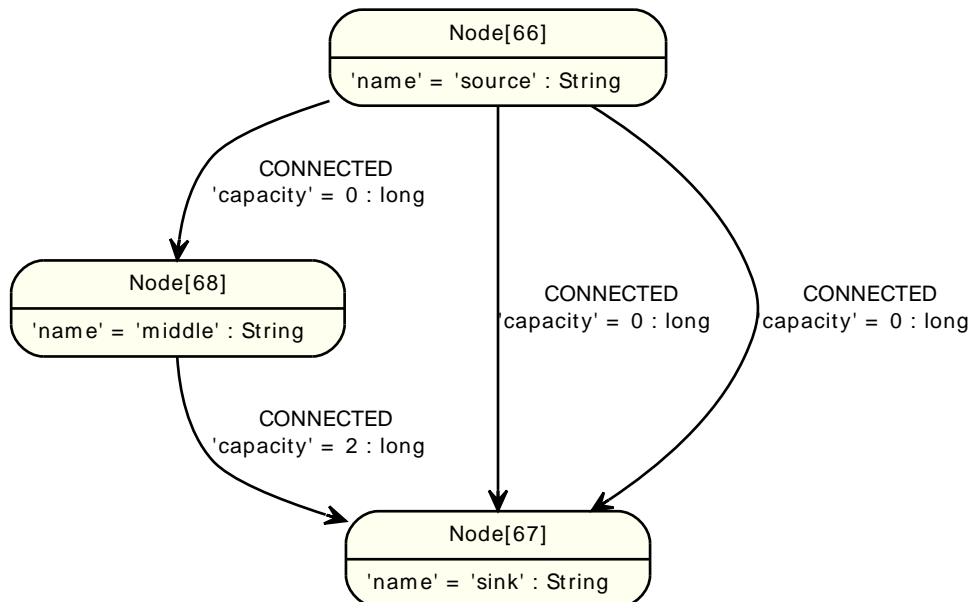 Node[66]
'name' = 'source' : String
CONNECTED
'capacity' = 0 : long
Node[68]
'name' = 'middle' : String
CONNECTED
'capacity' = 0 : long
CONNECTED
'capacity' = 0 : long
CONNECTED
'capacity' = 2 : long
Node[67]
'name' = 'sink' : String